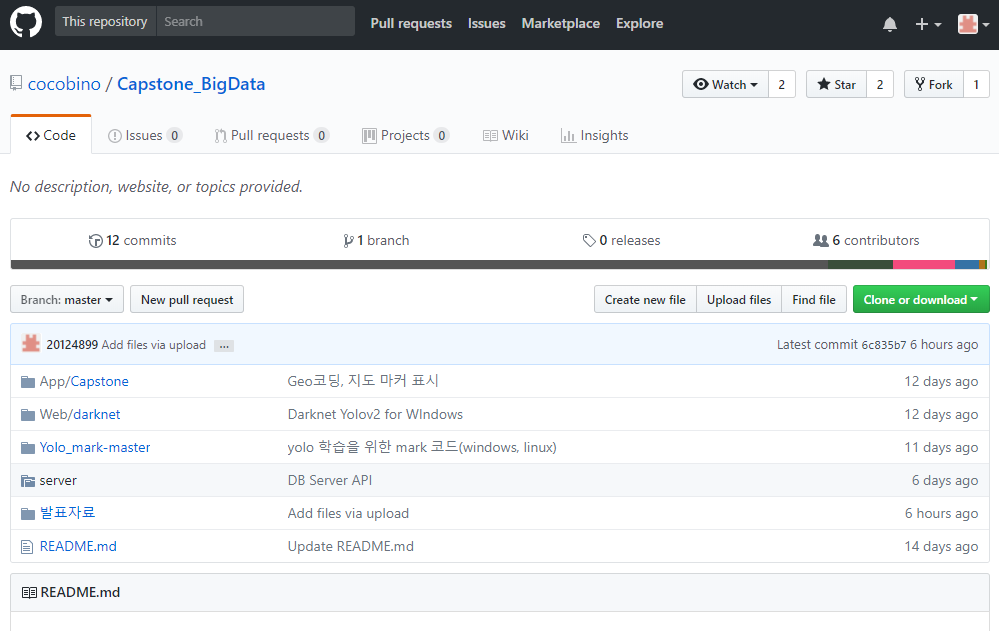 This repository Search Pull requests Issues Marketplace Explore
cocobino / Capstone_BigData Watch 2 Star 2 Fork 1
Code Issues 0 Pull requests 0 Projects 0 Wiki Insights
No description, website, or topics provided.
12 commits 1 branch 0 releases 6 contributors
Branch: master New pull request Create new file Upload files Find file Clone or download
20124899 Add files via upload ... Latest commit 6c835b7 6 hours ago
App/Capstone Geo코딩, 지도 마커 표시 12 days ago
Web/darknet Darknet Yolov2 for WIndows 12 days ago
Yolo_mark-master yolo 학습을 위한 mark 코드(windows, linux) 11 days ago
server DB Server API 6 days ago
발표자료 Add files via upload 6 hours ago
README.md Update README.md 14 days ago
README.md